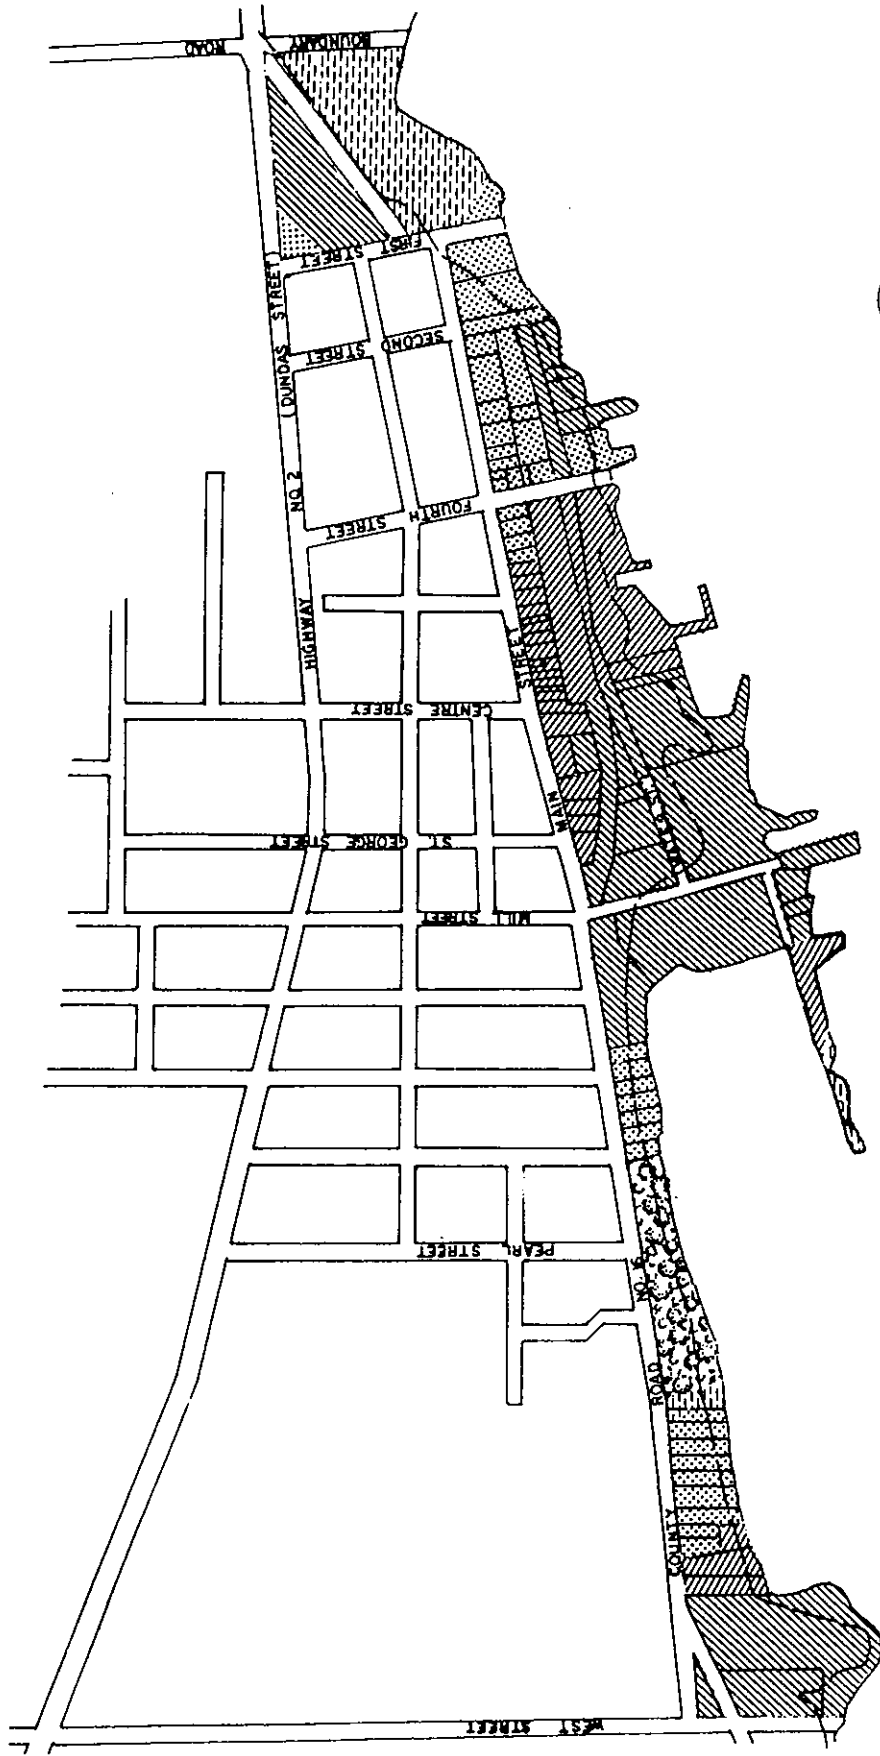 BOUNDARY ROAD
FIRST STREET
(DUNDAS STREET)
SECOND STREET
HIGHWAY NO. 2
FOURTH STREET
CENTRE STREET
MAIN STREET
ST. GEORGE STREET
MILL STREET
PEARL STREET
COUNTY ROAD NO. 6
WEST STREET